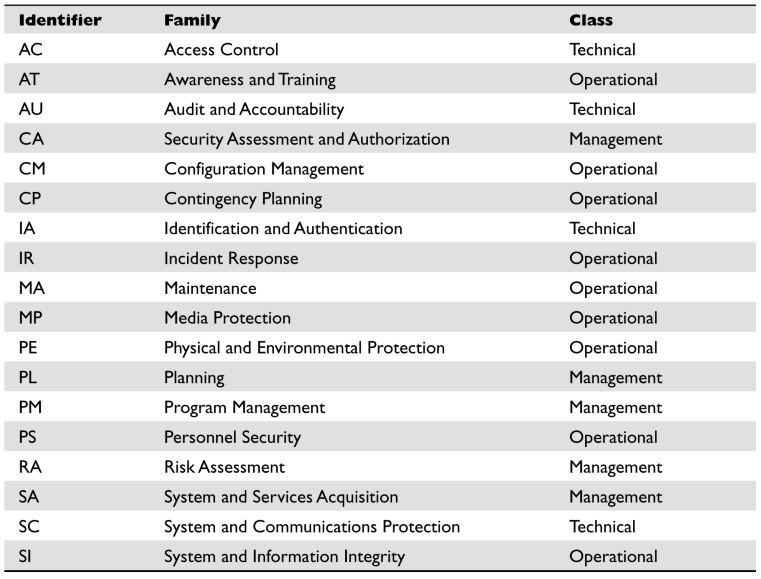 Identifier Family Class
AC Access Control Technical
AT Awareness and Training Operational
AU Audit and Accountability Technical
CA Security Assessment and Authorization Management
CM Configuration Management Operational
CP Contingency Planning Operational
IA Identification and Authentication Technical
IR Incident Response Operational
MA Maintenance Operational
MP Media Protection Operational
PE Physical and Environmental Protection Operational
PL Planning Management
PM Program Management Management
PS Personnel Security Operational
RA Risk Assessment Management
SA System and Services Acquisition Management
SC System and Communications Protection Technical
SI System and Information Integrity Operational